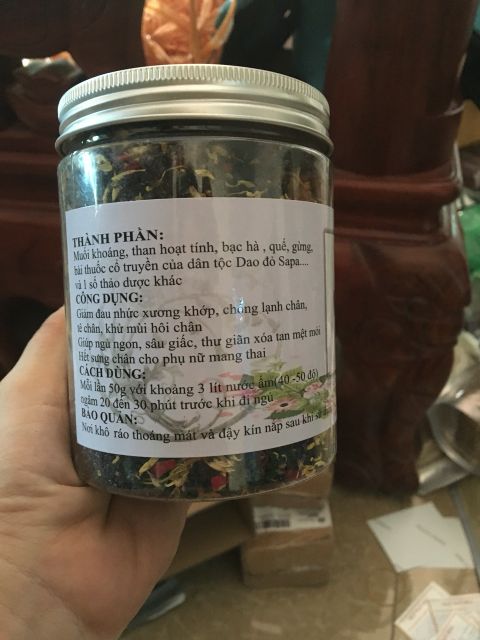 THÀNH PHẦN:
Muối khoáng, than hoạt tính, bạc hà , quế, gừng,
bài thuốc cổ truyền của dân tộc Dao đỏ Sapa....
và 1 số thảo dược khác
CÔNG DỤNG:
Giảm đau nhức xương khớp, chống lạnh chân,
tê chân, khử mùi hôi chân
Giúp ngủ ngon, sâu giấc, thư giãn xóa tan mệt mỏi
Hết sưng chân cho phụ nữ mang thai
CÁCH DÙNG:
Mỗi lần 50g với khoảng 3 lít nước ấm(40 -50 độ)
ngâm 20 đến 30 phút trước khi đi ngủ
BẢO QUẢN:
Nơi khô ráo thoáng mát và đậy kín nắp sau khi